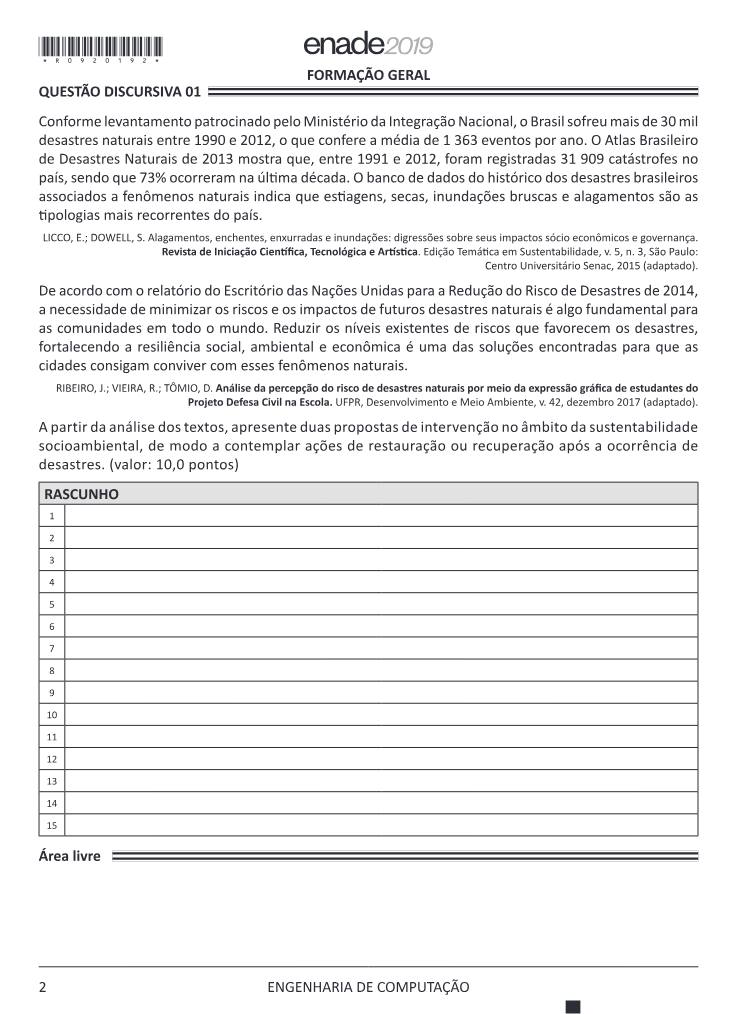 enade2019
* R 0 9 2 0 1 9 2 *
FORMAÇÃO GERAL
QUESTÃO DISCURSIVA 01
Conforme levantamento patrocinado pelo Ministério da Integração Nacional, o Brasil sofreu mais de 30 mil
desastres naturais entre 1990 e 2012, o que confere a média de 1 363 eventos por ano. O Atlas Brasileiro
de Desastres Naturais de 2013 mostra que, entre 1991 e 2012, foram registradas 31 909 catástrofes no
país, sendo que 73% ocorreram na última década. O banco de dados do histórico dos desastres brasileiros
associados a fenômenos naturais indica que estiagens, secas, inundações bruscas e alagamentos são as
tipologias mais recorrentes do país.
LICCO, E.; DOWELL, S. Alagamentos, enchentes, enxurradas e inundações: digressões sobre seus impactos sócio econômicos e governança.
Revista de Iniciação Científica, Tecnológica e Artística. Edição Temática em Sustentabilidade, v. 5, n. 3, São Paulo:
Centro Universitário Senac, 2015 (adaptado).
De acordo com o relatório do Escritório das Nações Unidas para a Redução do Risco de Desastres de 2014,
a necessidade de minimizar os riscos e os impactos de futuros desastres naturais é algo fundamental para
as comunidades em todo o mundo. Reduzir os níveis existentes de riscos que favorecem os desastres,
fortalecendo a resiliência social, ambiental e econômica é uma das soluções encontradas para que as
cidades consigam conviver com esses fenômenos naturais.
RIBEIRO, J.; VIEIRA, R.; TÔMIO, D. Análise da percepção do risco de desastres naturais por meio da expressão gráfica de estudantes do
Projeto Defesa Civil na Escola. UFPR, Desenvolvimento e Meio Ambiente, v. 42, dezembro 2017 (adaptado).
A partir da análise dos textos, apresente duas propostas de intervenção no âmbito da sustentabilidade
socioambiental, de modo a contemplar ações de restauração ou recuperação após a ocorrência de
desastres. (valor: 10,0 pontos)
RASCUNHO
1
2
3
4
5
6
7
8
9
10
11
12
13
14
15
Área livre
2
ENGENHARIA DE COMPUTAÇÃO